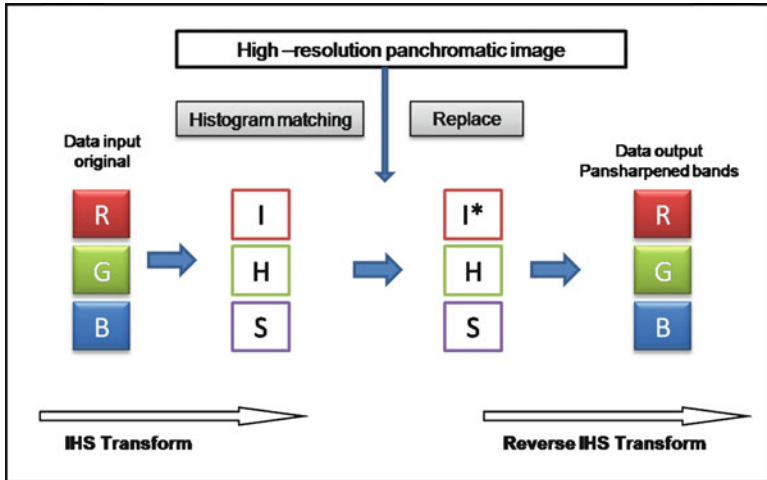 High –resolution panchromatic image
Histogram matching
Replace
Data input
original
Data output
Pansharpened bands
R
I
I*
R
G
H
H
G
B
S
S
B
IHS Transform
Reverse IHS Transform